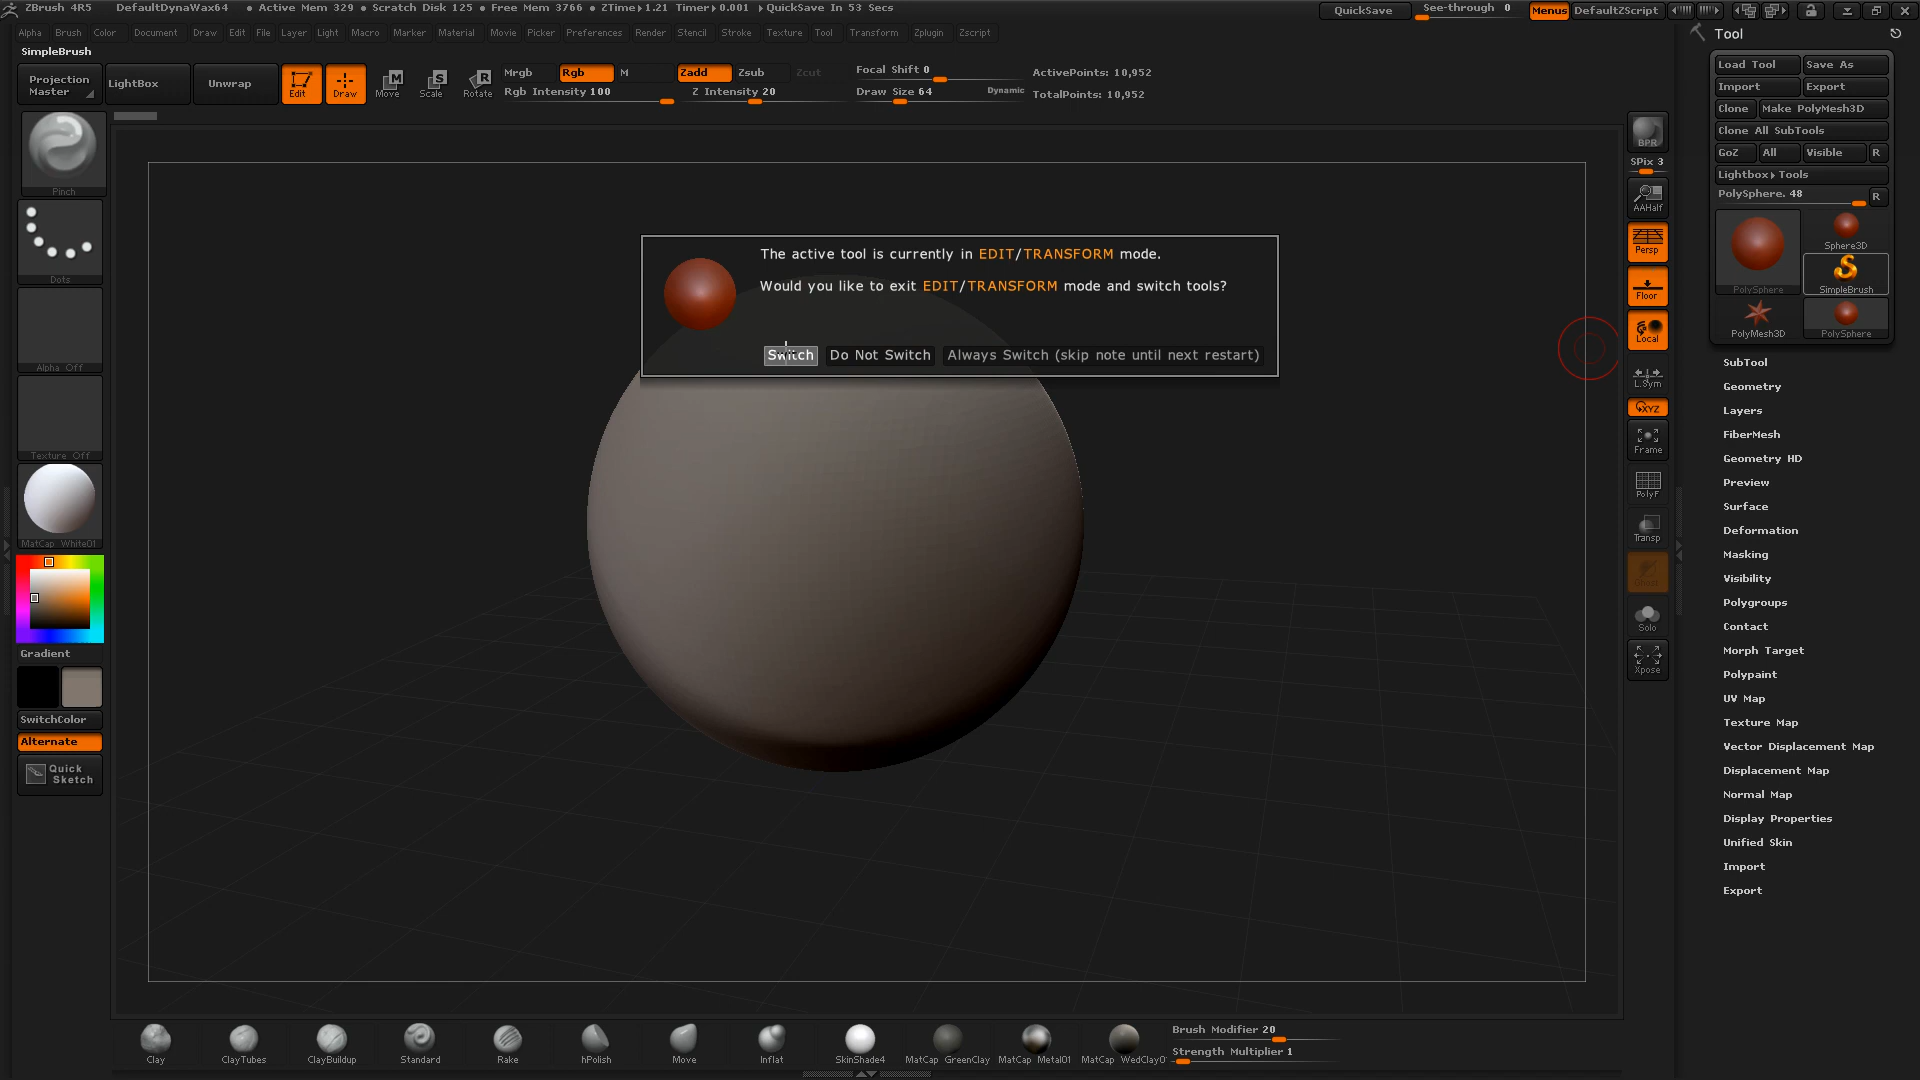 ZBrush 4R5 DefaultDynaWax64 • Active Mem 329 • Scratch Disk 125 • Free Mem 3766 • ZTime▸1.21 Timer▸0.001 ▸QuickSave In 53 Secs QuickSave See-through 0 Menus DefaultZScript
Alpha Brush Color Document Draw Edit File Layer Light Macro Marker Material Movie Picker Preferences Render Stencil Stroke Texture Tool Transform Zplugin Zscript
SimpleBrush
Projection Master
LightBox
Unwrap
Edit
Draw
Move
Scale
Rotate
Mrgb Rgb M
Rgb Intensity 100
Zadd Zsub Zcut
Z Intensity 20
Focal Shift 0
Draw Size 64 Dynamic
ActivePoints: 10,952
TotalPoints: 10,952
Pinch
Dots
Alpha Off
Texture Off
MatCap White01
Gradient
SwitchColor
Alternate
Quick
Sketch
The active tool is currently in EDIT/TRANSFORM mode.
Would you like to exit EDIT/TRANSFORM mode and switch tools?
Switch Do Not Switch Always Switch (skip note until next restart)
BPR
SPix 3
AAHalf
Persp
Floor
Local
L.Sym
XYZ
Frame
PolyF
Transp
Solo
Xpose
Tool
Load Tool Save As
Import Export
Clone Make PolyMesh3D
Clone All SubTools
GoZ All Visible R
Lightbox▸Tools
PolySphere. 48 R
PolySphere
Sphere3D
SimpleBrush
PolyMesh3D
PolySphere
SubTool
Geometry
Layers
FiberMesh
Geometry HD
Preview
Surface
Deformation
Masking
Visibility
Polygroups
Contact
Morph Target
Polypaint
UV Map
Texture Map
Vector Displacement Map
Displacement Map
Normal Map
Display Properties
Unified Skin
Import
Export
Clay ClayTubes ClayBuildup Standard Rake hPolish Move Inflat SkinShade4 MatCap GreenClay MatCap Metal01 MatCap WedClay0
Brush Modifier 20
Strength Multiplier 1